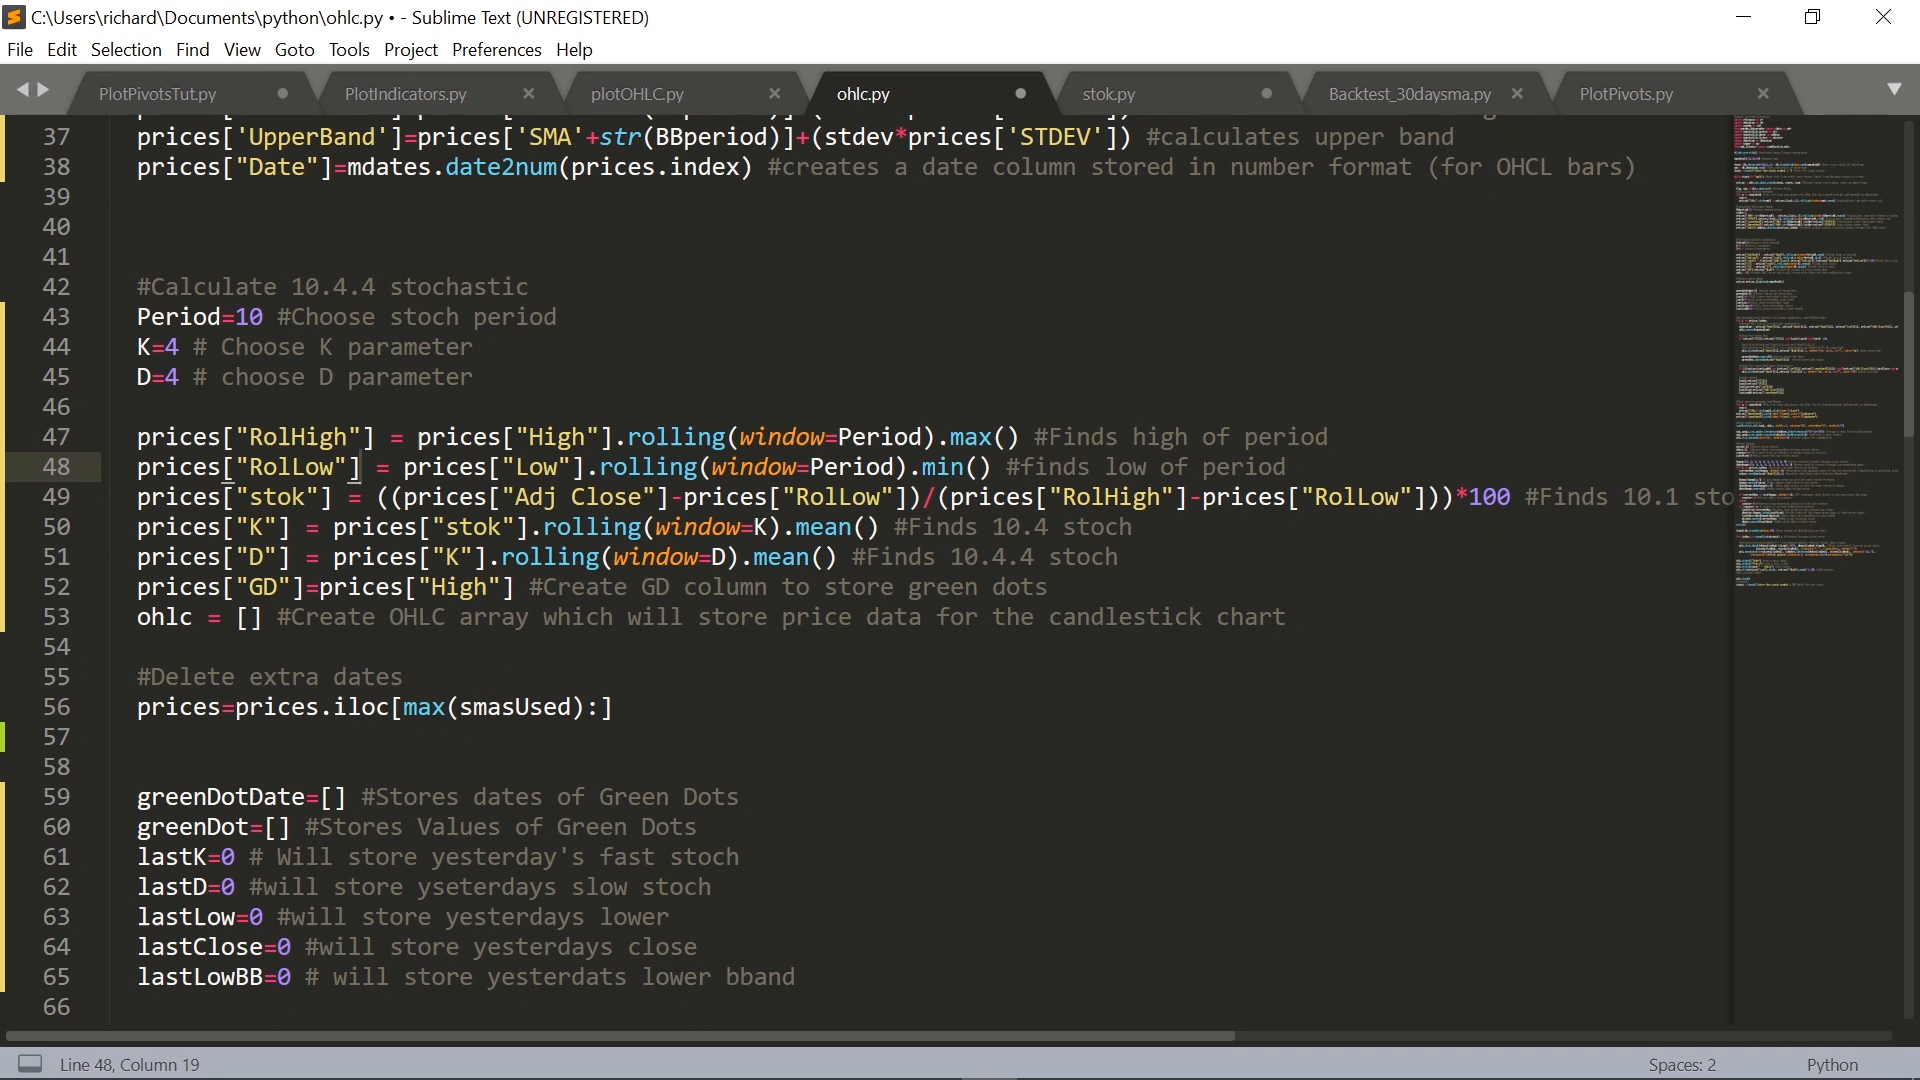 C:\Users\richard\Documents\python\ohlc.py • - Sublime Text (UNREGISTERED)
File Edit Selection Find View Goto Tools Project Preferences Help
PlotPivotsTut.py PlotIndicators.py plotOHLC.py ohlc.py stok.py Backtest_30daysma.py PlotPivots.py
37 prices['UpperBand']=prices['SMA'+str(BBperiod)]+(stdev*prices['STDEV']) #calculates upper band
38 prices["Date"]=mdates.date2num(prices.index) #creates a date column stored in number format (for OHCL bars)
39
40
41
42 #Calculate 10.4.4 stochastic
43 Period=10 #Choose stoch period
44 K=4 # Choose K parameter
45 D=4 # choose D parameter
46
47 prices["RolHigh"] = prices["High"].rolling(window=Period).max() #Finds high of period
48 prices["RolLow"] = prices["Low"].rolling(window=Period).min() #finds low of period
49 prices["stok"] = ((prices["Adj Close"]-prices["RolLow"])/(prices["RolHigh"]-prices["RolLow"]))*100 #Finds 10.1 sto
50 prices["K"] = prices["stok"].rolling(window=K).mean() #Finds 10.4 stoch
51 prices["D"] = prices["K"].rolling(window=D).mean() #Finds 10.4.4 stoch
52 prices["GD"]=prices["High"] #Create GD column to store green dots
53 ohlc = [] #Create OHLC array which will store price data for the candlestick chart
54
55 #Delete extra dates
56 prices=prices.iloc[max(smasUsed):]
57
58
59 greenDotDate=[] #Stores dates of Green Dots
60 greenDot=[] #Stores Values of Green Dots
61 lastK=0 # Will store yesterday's fast stoch
62 lastD=0 #will store yseterdays slow stoch
63 lastLow=0 #will store yesterdays lower
64 lastClose=0 #will store yesterdays close
65 lastLowBB=0 # will store yesterdats lower bband
66
Line 48, Column 19 Spaces: 2 Python